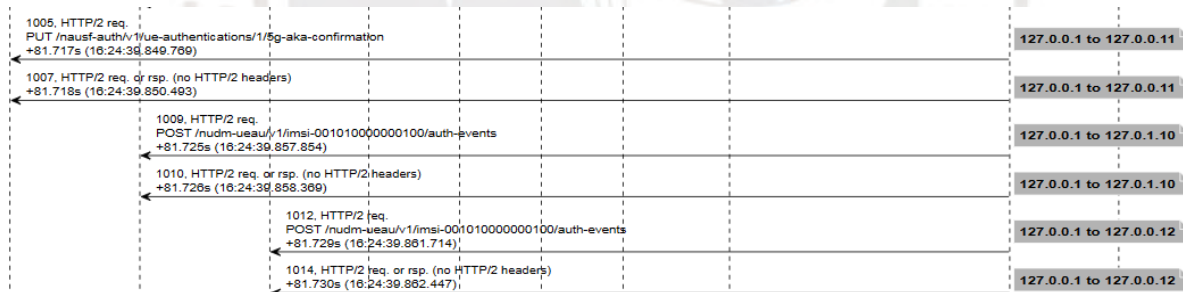 1005, HTTP/2 req.
PUT /nausf-auth/v1/ue-authentications/1/5g-aka-confirmation
+81.717s (16:24:39.849.769)
127.0.0.1 to 127.0.0.11
1007, HTTP/2 req. or rsp. (no HTTP/2 headers)
+81.718s (16:24:39.850.493)
127.0.0.1 to 127.0.0.11
1009, HTTP/2 req.
POST /nudm-ueau/v1/imsi-001010000000100/auth-events
+81.725s (16:24:39.857.854)
127.0.0.1 to 127.0.1.10
1010, HTTP/2 req. or rsp. (no HTTP/2 headers)
+81.726s (16:24:39.858.369)
127.0.0.1 to 127.0.1.10
1012, HTTP/2 req.
POST /nudm-ueau/v1/imsi-001010000000100/auth-events
+81.729s (16:24:39.861.714)
127.0.0.1 to 127.0.0.12
1014, HTTP/2 req. or rsp. (no HTTP/2 headers)
+81.730s (16:24:39.862.447)
127.0.0.1 to 127.0.0.12